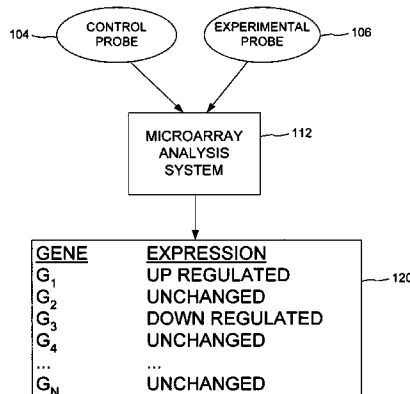 104
CONTROL
PROBE
EXPERIMENTAL
PROBE
106
MICROARRAY
ANALYSIS
SYSTEM
112
GENE EXPRESSION
G1 UP REGULATED
G2 UNCHANGED
G3 DOWN REGULATED
G4 UNCHANGED
... ...
GN UNCHANGED
120